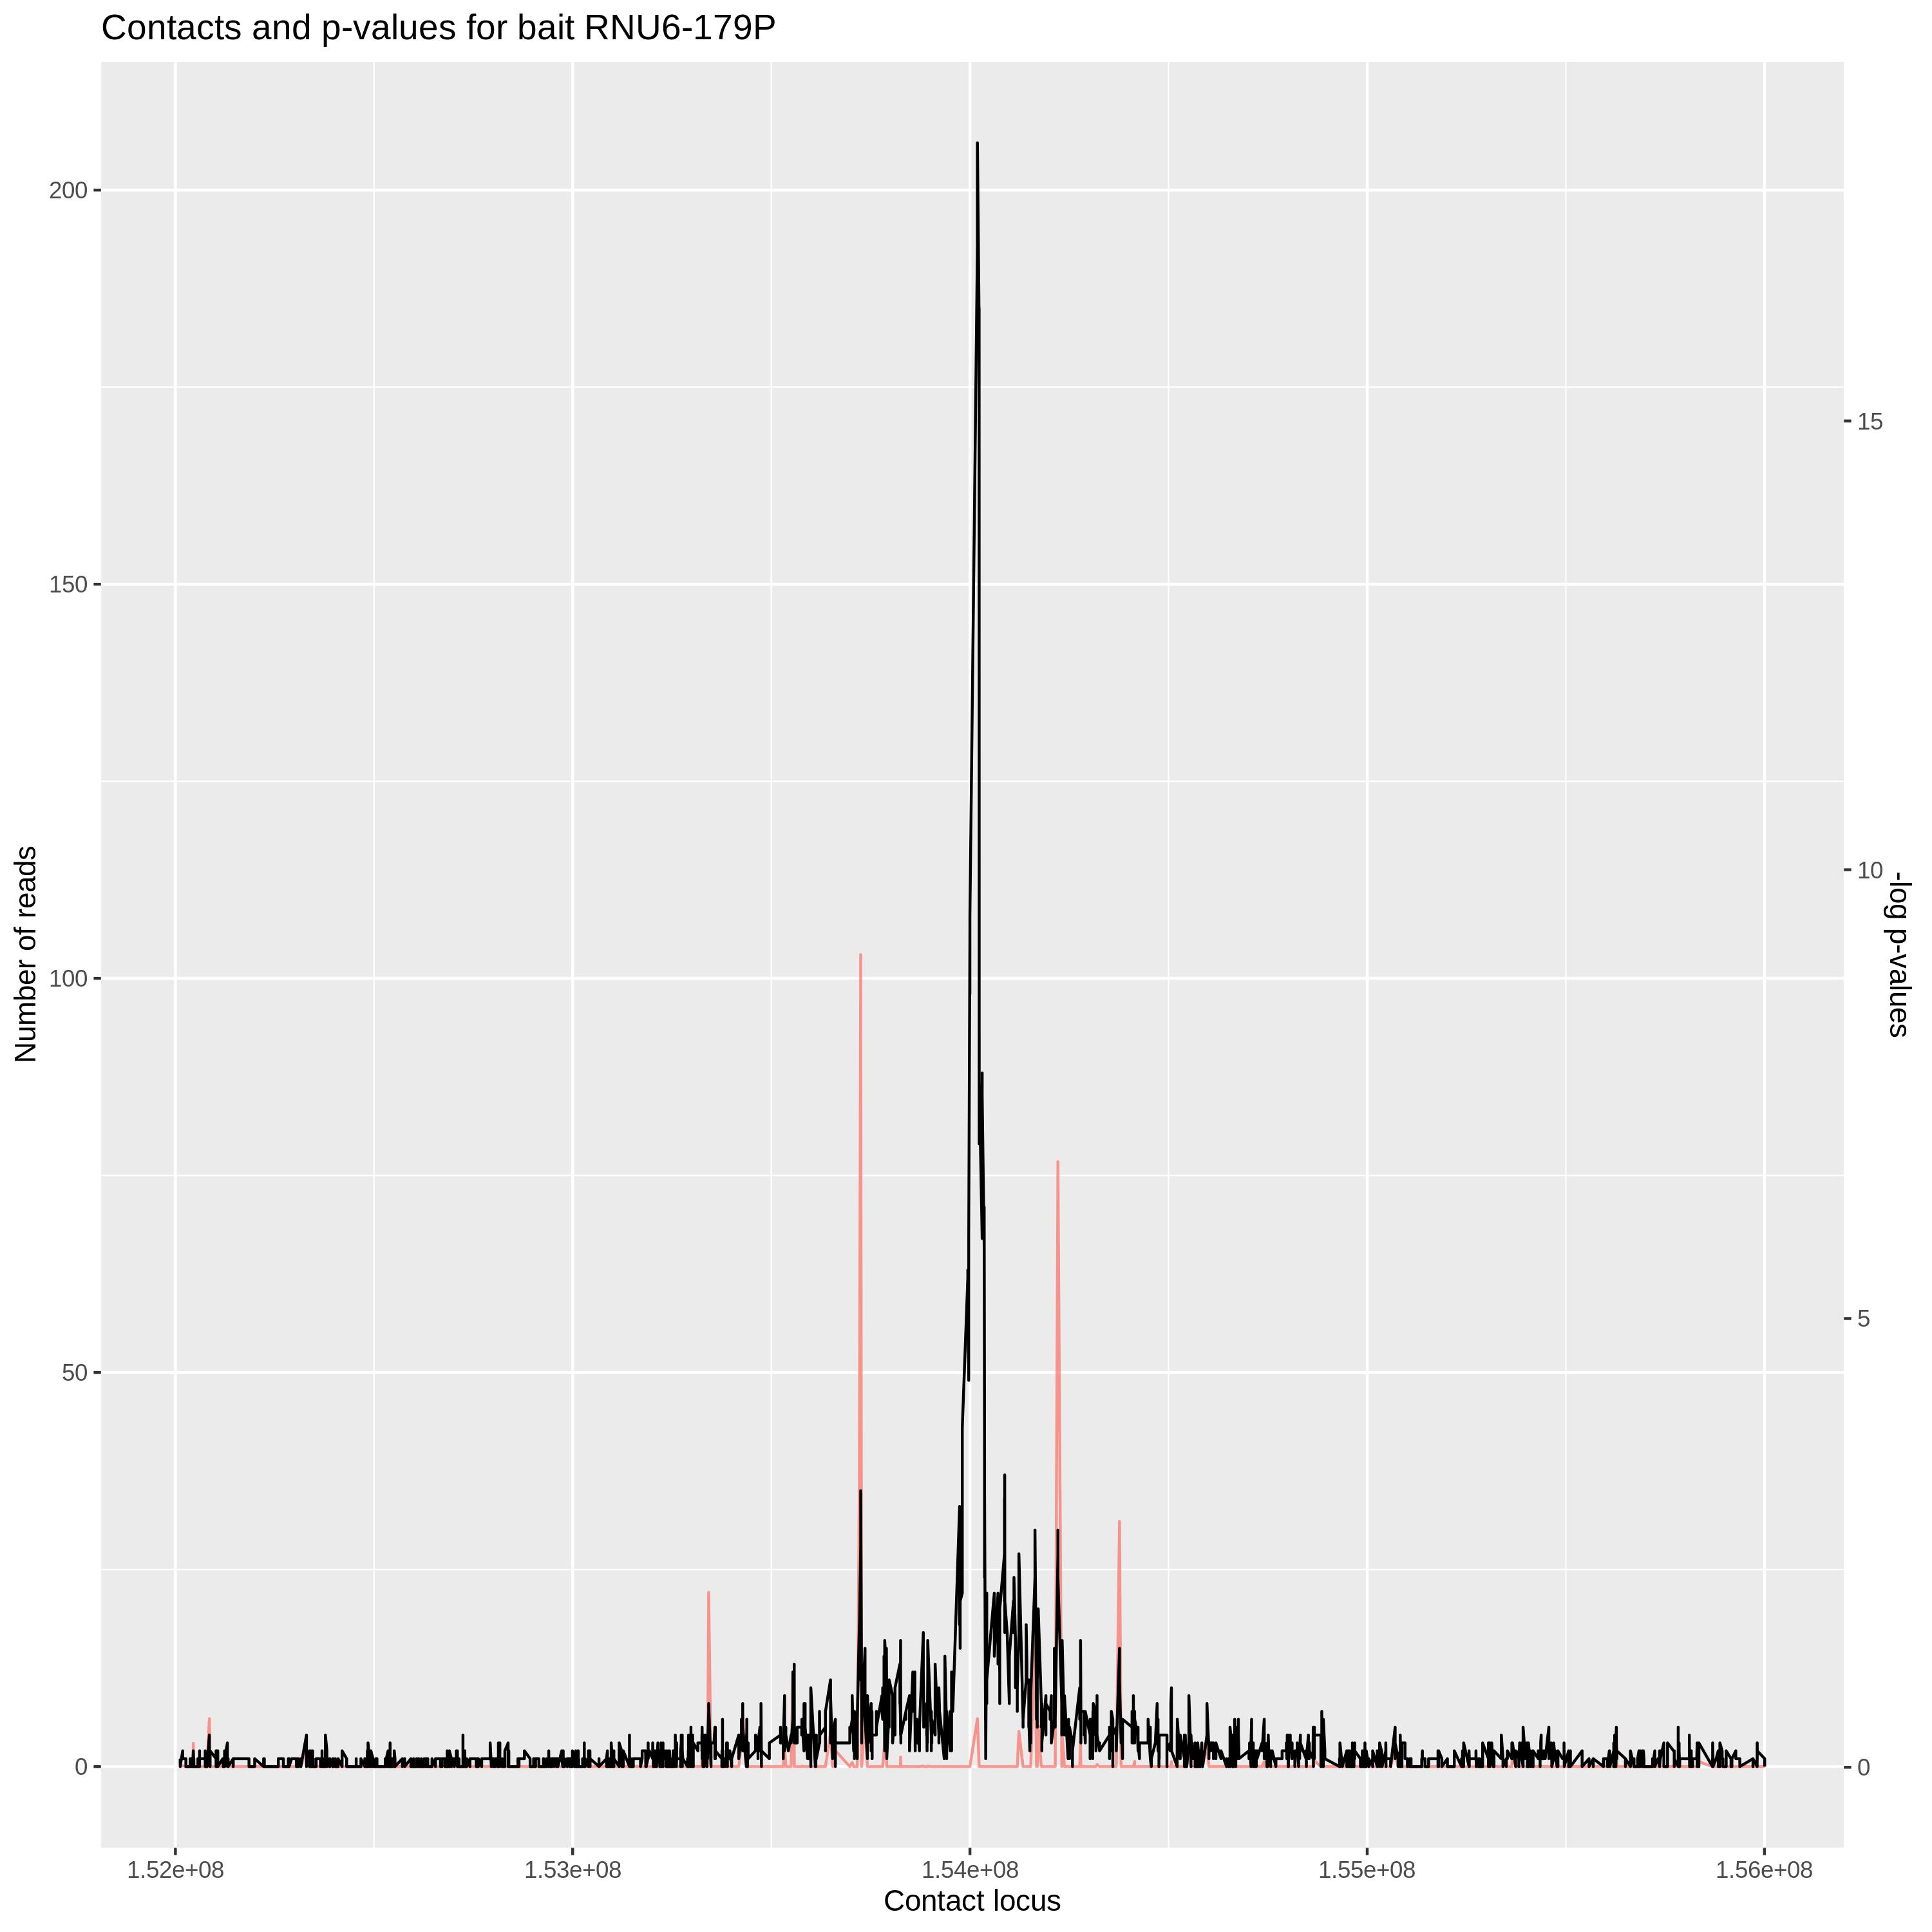 Contacts and p-values for bait RNU6-179P
200
150
100
50
0
15
10
5
0
Number of reads
-log p-values
1.52e+08 1.53e+08 1.54e+08 1.55e+08 1.56e+08
Contact locus